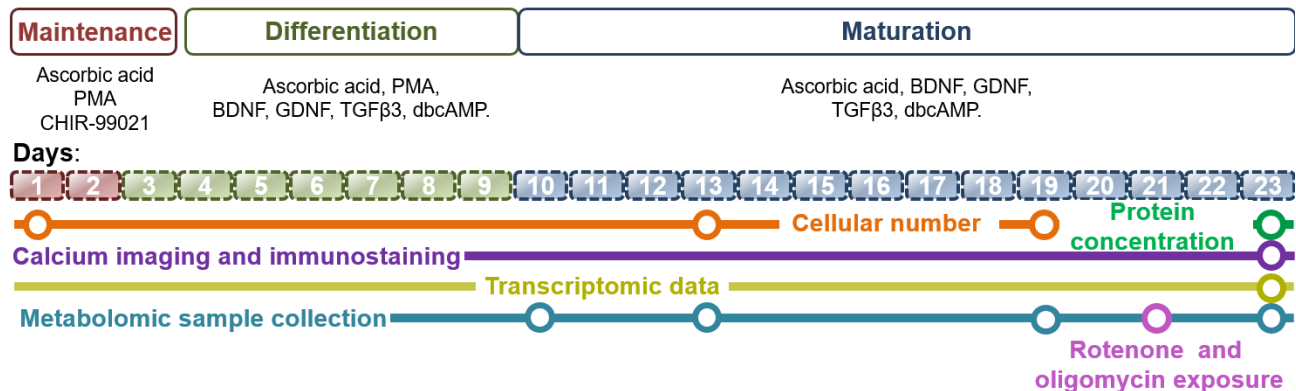 Maintenance
Differentiation
Maturation
Ascorbic acid
PMA
CHIR-99021
Ascorbic acid, PMA,
BDNF, GDNF, TGFβ3, dbcAMP.
Ascorbic acid, BDNF, GDNF,
TGFβ3, dbcAMP.
Days:
1 2 3 4 5 6 7 8 9 10 11 12 13 14 15 16 17 18 19 20 21 22 23
Cellular number
Protein
concentration
Calcium imaging and immunostaining
Transcriptomic data
Metabolomic sample collection
Rotenone and
oligomycin exposure